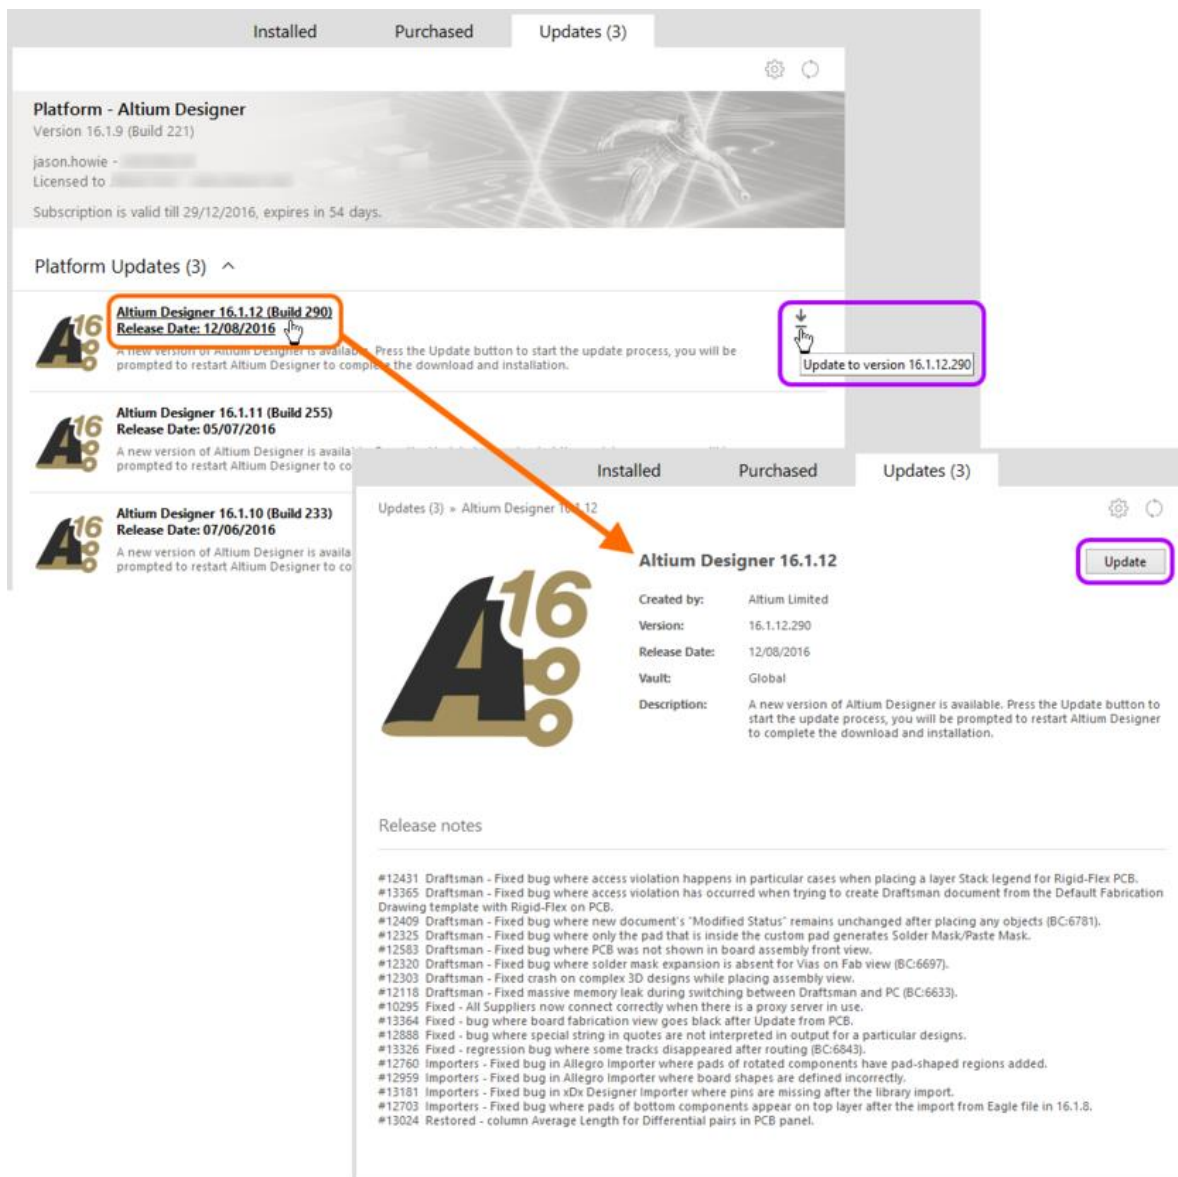 Installed Purchased Updates (3)
Platform - Altium Designer
Version 16.1.9 (Build 221)
jason.howie -
Licensed to
Subscription is valid till 29/12/2016, expires in 54 days.
Platform Updates (3)
Altium Designer 16.1.12 (Build 290)
Release Date: 12/08/2016
A new version of Altium Designer is available. Press the Update button to start the update process, you will be
prompted to restart Altium Designer to complete the download and installation.
Update to version 16.1.12.290
Altium Designer 16.1.11 (Build 255)
Release Date: 05/07/2016
A new version of Altium Designer is availa
prompted to restart Altium Designer to co
Altium Designer 16.1.10 (Build 233)
Release Date: 07/06/2016
A new version of Altium Designer is availa
prompted to restart Altium Designer to co
Installed Purchased Updates (3)
Updates (3) » Altium Designer 16.1.12
Altium Designer 16.1.12
Update
Created by: Altium Limited
Version: 16.1.12.290
Release Date: 12/08/2016
Vault: Global
Description: A new version of Altium Designer is available. Press the Update button to
start the update process, you will be prompted to restart Altium Designer
to complete the download and installation.
A16
Release notes
#12431 Draftsman - Fixed bug where access violation happens in particular cases when placing a layer Stack legend for Rigid-Flex PCB.
#13365 Draftsman - Fixed bug where access violation has occurred when trying to create Draftsman document from the Default Fabrication
Drawing template with Rigid-Flex on PCB.
#12409 Draftsman - Fixed bug where new document's "Modified Status" remains unchanged after placing any objects (BC:6781).
#12325 Draftsman - Fixed bug where only the pad that is inside the custom pad generates Solder Mask/Paste Mask.
#12583 Draftsman - Fixed bug where PCB was not shown in board assembly front view.
#12320 Draftsman - Fixed bug where solder mask expansion is absent for Vias on Fab view (BC:6697).
#12303 Draftsman - Fixed crash on complex 3D designs while placing assembly view.
#12118 Draftsman - Fixed massive memory leak during switching between Draftsman and PC (BC:6633).
#10295 Fixed - All Suppliers now connect correctly when there is a proxy server in use.
#13364 Fixed - bug where board fabrication view goes black after Update from PCB.
#12888 Fixed - bug where special string in quotes are not interpreted in output for a particular designs.
#13326 Fixed - regression bug where some tracks disappeared after routing (BC:6843).
#12760 Importers - Fixed bug in Allegro Importer where pads of rotated components have pad-shaped regions added.
#12959 Importers - Fixed bug in Allegro Importer where board shapes are defined incorrectly.
#13181 Importers - Fixed bug in xDx Designer Importer where pins are missing after the library import.
#12703 Importers - Fixed bug where pads of bottom components appear on top layer after the import from Eagle file in 16.1.8.
#13024 Restored - column Average Length for Differential pairs in PCB panel.